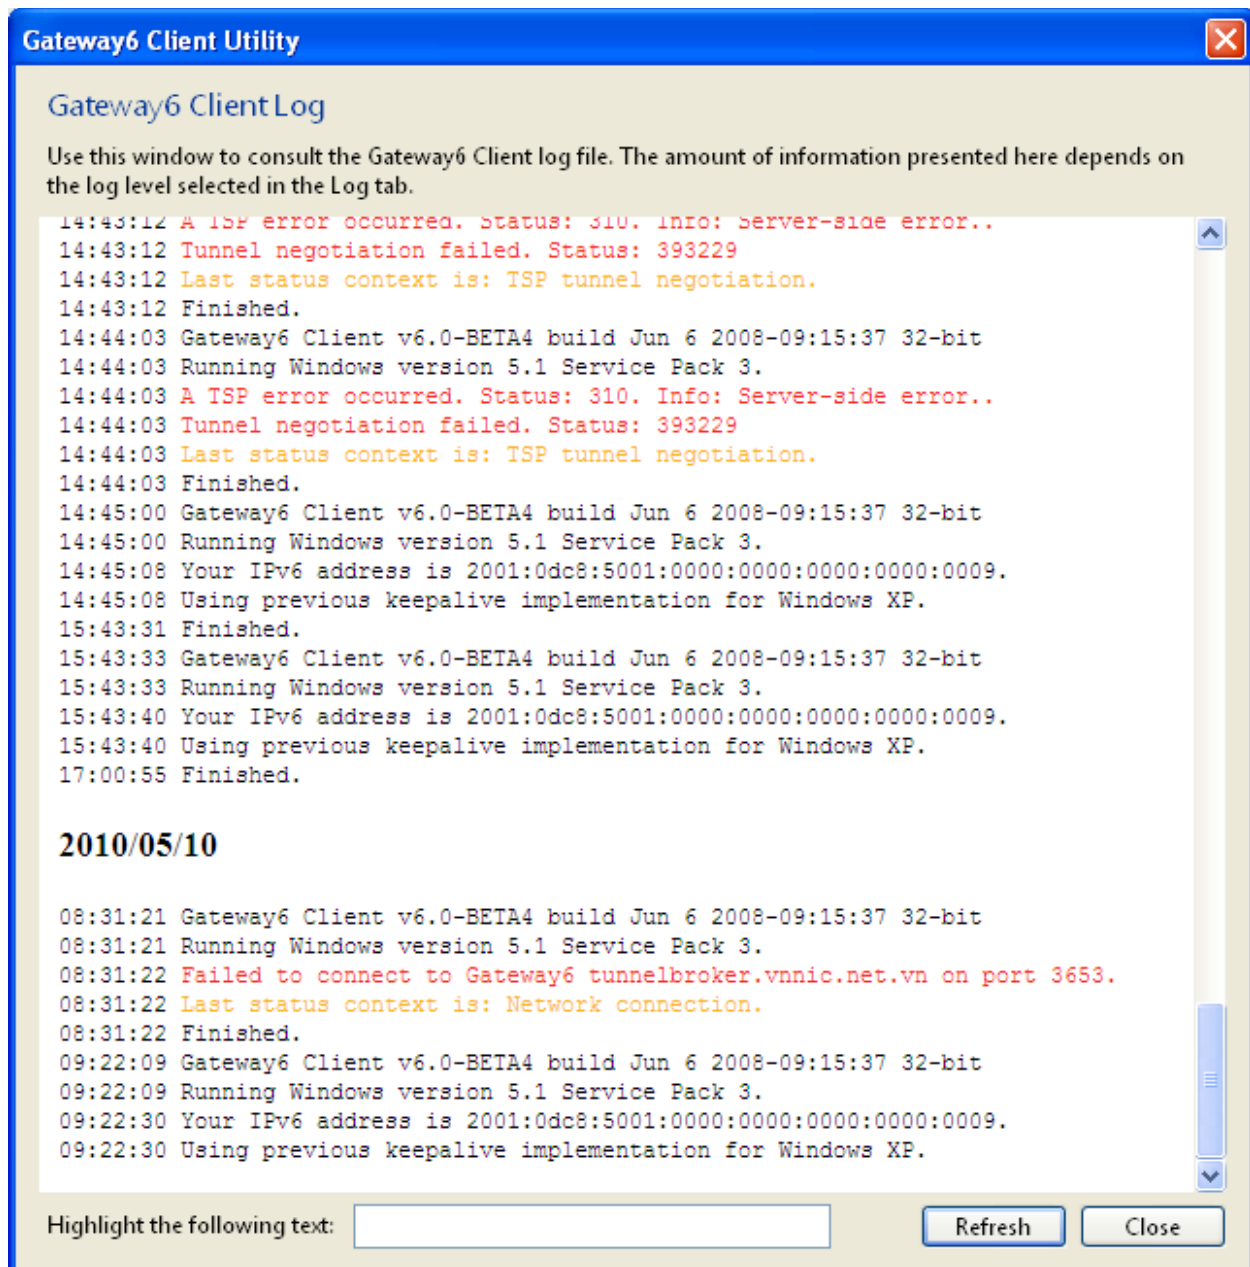 Gateway6 Client Utility
Gateway6 Client Log
Use this window to consult the Gateway6 Client log file. The amount of information presented here depends on
the log level selected in the Log tab.
14:43:12 A TSP error occurred. Status: 310. Info: Server-side error..
14:43:12 Tunnel negotiation failed. Status: 393229
14:43:12 Last status context is: TSP tunnel negotiation.
14:43:12 Finished.
14:44:03 Gateway6 Client v6.0-BETA4 build Jun 6 2008-09:15:37 32-bit
14:44:03 Running Windows version 5.1 Service Pack 3.
14:44:03 A TSP error occurred. Status: 310. Info: Server-side error..
14:44:03 Tunnel negotiation failed. Status: 393229
14:44:03 Last status context is: TSP tunnel negotiation.
14:44:03 Finished.
14:45:00 Gateway6 Client v6.0-BETA4 build Jun 6 2008-09:15:37 32-bit
14:45:00 Running Windows version 5.1 Service Pack 3.
14:45:08 Your IPv6 address is 2001:0dc8:5001:0000:0000:0000:0000:0009.
14:45:08 Using previous keepalive implementation for Windows XP.
15:43:31 Finished.
15:43:33 Gateway6 Client v6.0-BETA4 build Jun 6 2008-09:15:37 32-bit
15:43:33 Running Windows version 5.1 Service Pack 3.
15:43:40 Your IPv6 address is 2001:0dc8:5001:0000:0000:0000:0000:0009.
15:43:40 Using previous keepalive implementation for Windows XP.
17:00:55 Finished.
2010/05/10
08:31:21 Gateway6 Client v6.0-BETA4 build Jun 6 2008-09:15:37 32-bit
08:31:21 Running Windows version 5.1 Service Pack 3.
08:31:22 Failed to connect to Gateway6 tunnelbroker.vnnic.net.vn on port 3653.
08:31:22 Last status context is: Network connection.
08:31:22 Finished.
09:22:09 Gateway6 Client v6.0-BETA4 build Jun 6 2008-09:15:37 32-bit
09:22:09 Running Windows version 5.1 Service Pack 3.
09:22:30 Your IPv6 address is 2001:0dc8:5001:0000:0000:0000:0000:0009.
09:22:30 Using previous keepalive implementation for Windows XP.
Highlight the following text:
Refresh
Close